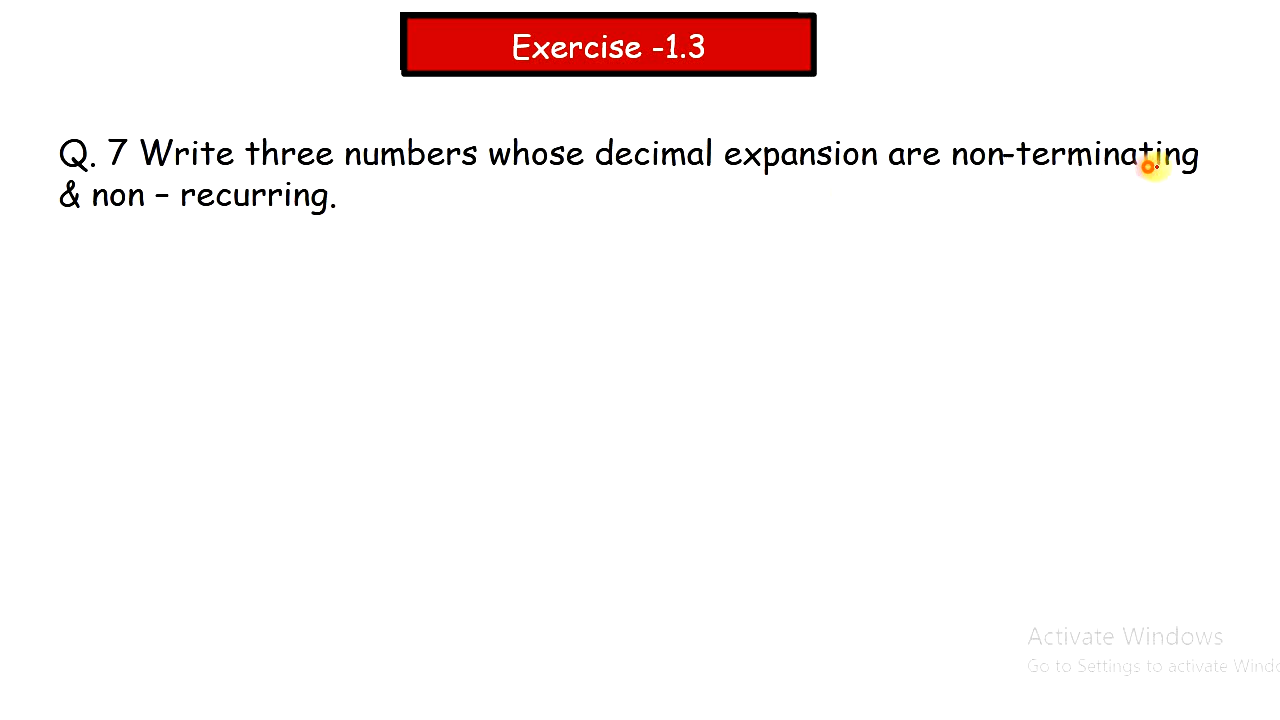 Exercise -1.3
Q. 7 Write three numbers whose decimal expansion are non-terminating
& non – recurring.
Activate Windows
Go to Settings to activate Windo